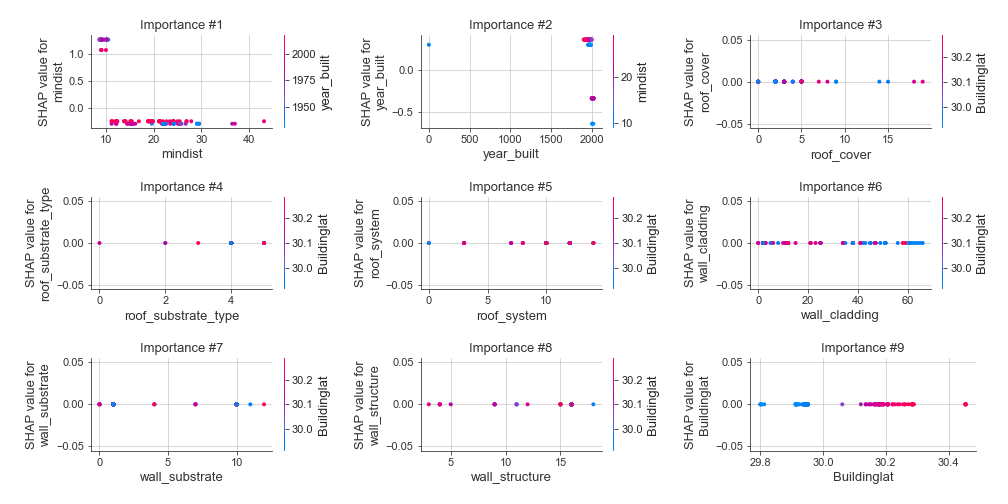 Importance #1
SHAP value for
mindist
1.0
0.5
0.0
10
20
30
40
mindist
2000
1975
1950
year_built
Importance #2
SHAP value for
year_built
0.0
−0.5
0
500
1000
1500
2000
year_built
20
10
mindist
Importance #3
SHAP value for
roof_cover
0.05
0.00
−0.05
0
5
10
15
roof_cover
30.2
30.1
30.0
Buildinglat
Importance #4
SHAP value for
roof_substrate_type
0.05
0.00
−0.05
0
2
4
roof_substrate_type
30.2
30.1
30.0
Buildinglat
Importance #5
SHAP value for
roof_system
0.05
0.00
−0.05
0
5
10
roof_system
30.2
30.1
30.0
Buildinglat
Importance #6
SHAP value for
wall_cladding
0.05
0.00
−0.05
0
20
40
60
wall_cladding
30.2
30.1
30.0
Buildinglat
Importance #7
SHAP value for
wall_substrate
0.05
0.00
−0.05
0
5
10
wall_substrate
30.2
30.1
30.0
Buildinglat
Importance #8
SHAP value for
wall_structure
0.05
0.00
−0.05
5
10
15
wall_structure
30.2
30.1
30.0
Buildinglat
Importance #9
SHAP value for
Buildinglat
0.05
0.00
−0.05
29.8
30.0
30.2
30.4
Buildinglat